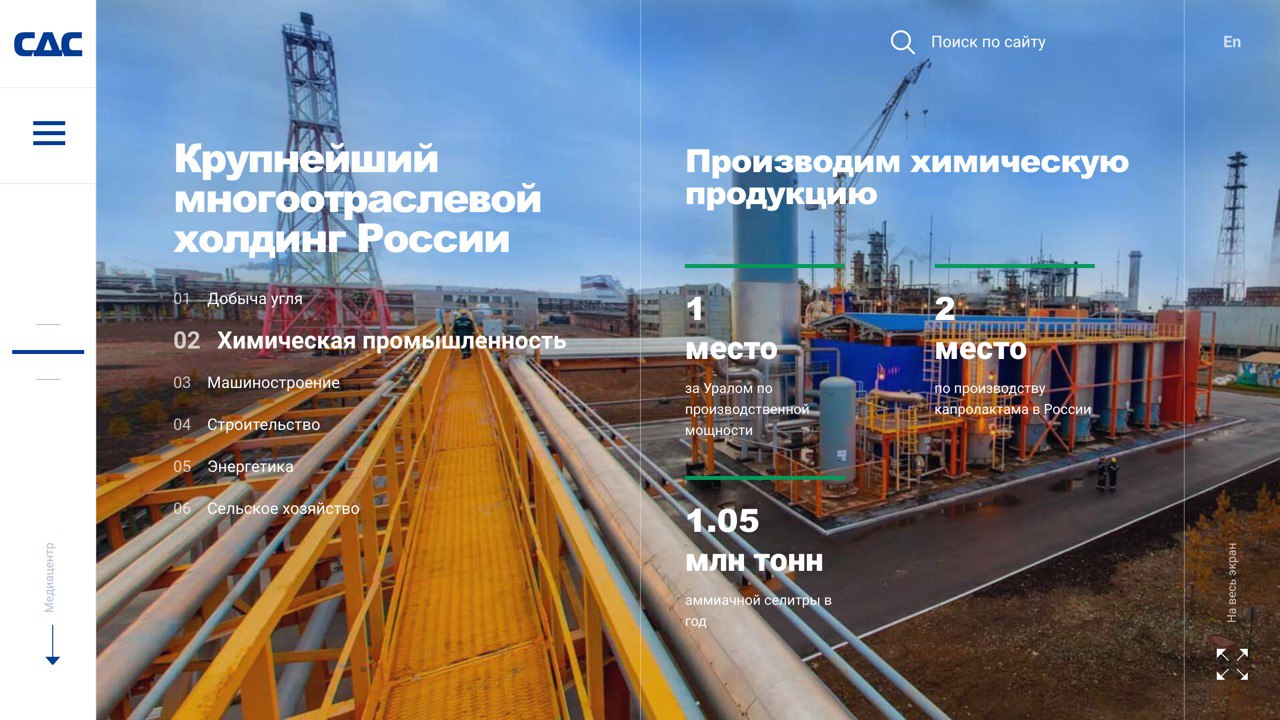 СДС
Поиск по сайту
En
Крупнейший
многоотраслевой
холдинг России
01 Добыча угля
02 Химическая промышленность
03 Машиностроение
04 Строительство
05 Энергетика
06 Сельское хозяйство
Производим химическую
продукцию
1
место
за Уралом по
производственной
мощности
2
место
по производству
капролактама в России
1.05
млн тонн
аммиачной селитры в
год
Медиацентр
На весь экран